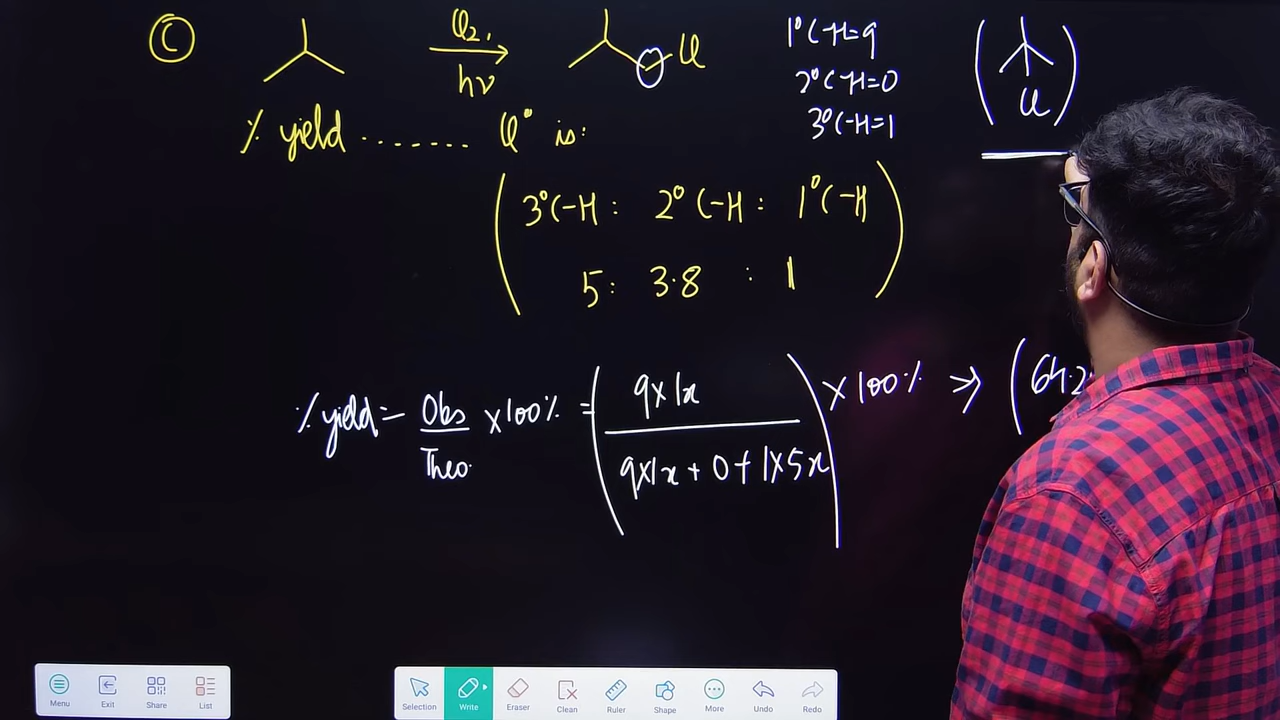 C
Cl2, hν
Cl
% yield ....... Cl° is:
1°C-H=9
2°C-H=0
3°C-H=1
Cl
3°C-H : 2°C-H : 1°C-H
5 : 3.8 : 1
% yield = Obs/Theo. ×100% = (9×1x / 9×1x + 0 + 1×5x) ×100% ⇒ (64.2
Menu Exit Share List
Selection Write Eraser Clean Ruler Shape More Undo Redo